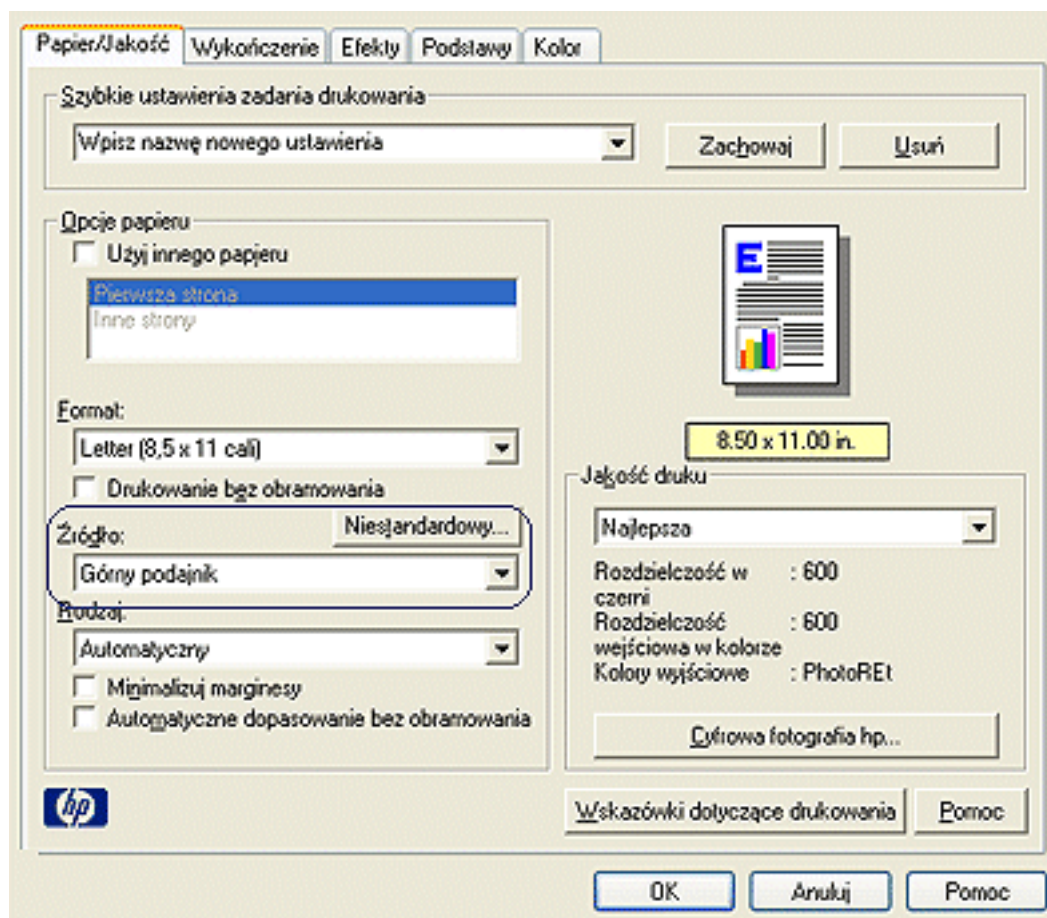 Papier/Jakość Wykończenie Efekty Podstawy Kolor
Szybkie ustawienia zadania drukowania
Wpisz nazwę nowego ustawienia
Zachowaj
Usuń
Opcje papieru
Użyj innego papieru
Pierwsza strona
Inne strony
Format:
Letter (8,5 x 11 cali)
Drukowanie bez obramowania
Niestandardowy...
Źródło:
Górny podajnik
Rodzaj:
Automatyczny
Minimalizuj marginesy
Automatyczne dopasowanie bez obramowania
E
8.50 x 11.00 in.
Jakość druku
Najlepsza
Rozdzielczość w : 600
czerni
Rozdzielczość : 600
wejściowa w kolorze
Kolory wyjściowe : PhotoREt
Cyfrowa fotografia hp...
hp
Wskazówki dotyczące drukowania
Pomoc
OK
Anuluj
Pomoc